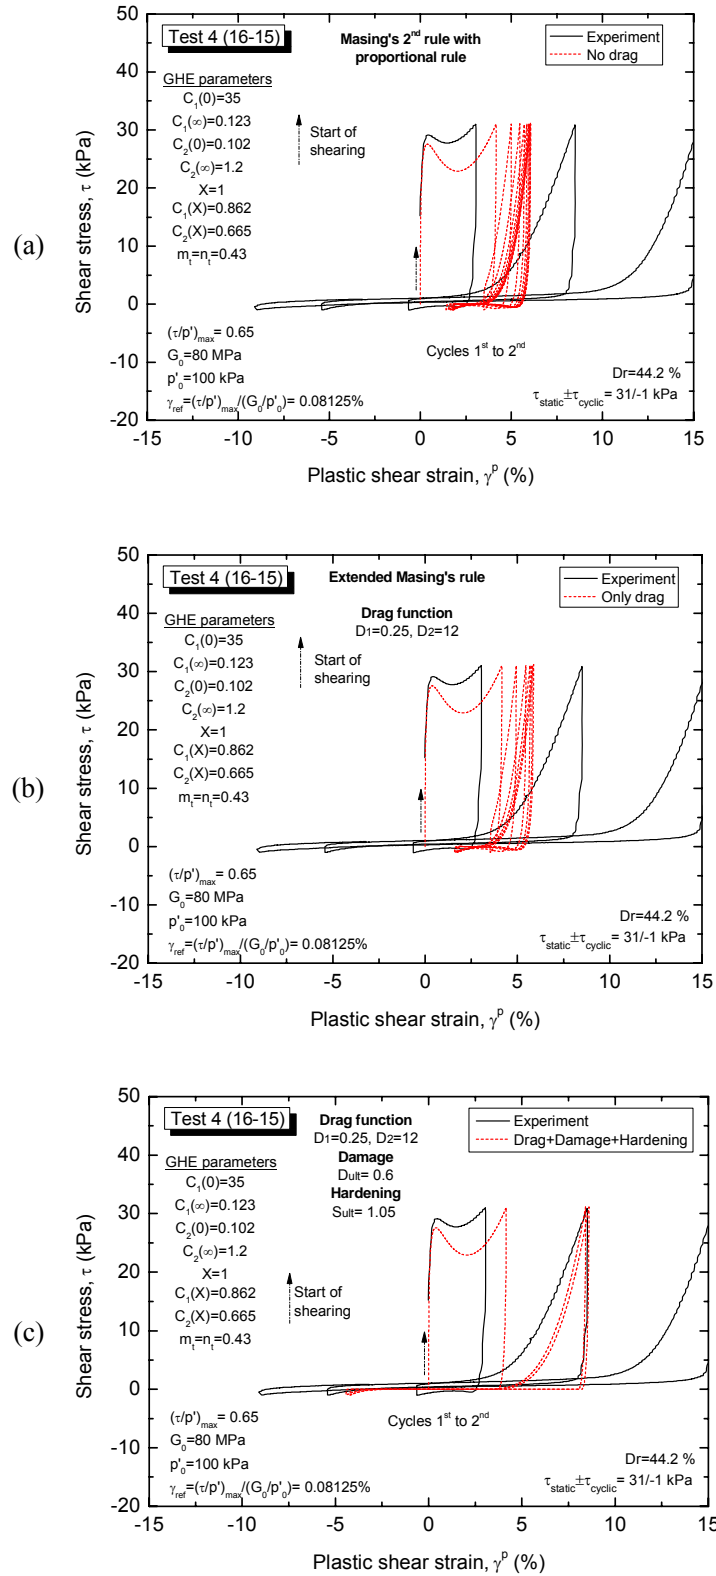 (a)
Test 4 (16-15)
Masing's 2nd rule with
proportional rule
Experiment
No drag
GHE parameters
C1(0)=35
C1(∞)=0.123
C2(0)=0.102
C2(∞)=1.2
X=1
C1(X)=0.862
C2(X)=0.665
mt=nt=0.43
Start of
shearing
(τ/p')max= 0.65
G0=80 MPa
p'0=100 kPa
γref=(τ/p')max/(G0/p'0)= 0.08125%
Cycles 1st to 2nd
Dr=44.2 %
τstatic±τcyclic= 31/-1 kPa
50
40
30
20
10
0
-10
-20
Shear stress, τ (kPa)
-15 -10 -5 0 5 10 15
Plastic shear strain, γp (%)
(b)
Test 4 (16-15)
Extended Masing's rule
Experiment
Only drag
Drag function
D1=0.25, D2=12
GHE parameters
C1(0)=35
C1(∞)=0.123
C2(0)=0.102
C2(∞)=1.2
X=1
C1(X)=0.862
C2(X)=0.665
mt=nt=0.43
Start of
shearing
(τ/p')max= 0.65
G0=80 MPa
p'0=100 kPa
γref=(τ/p')max/(G0/p'0)= 0.08125%
Dr=44.2 %
τstatic±τcyclic= 31/-1 kPa
50
40
30
20
10
0
-10
-20
Shear stress, τ (kPa)
-15 -10 -5 0 5 10 15
Plastic shear strain, γp (%)
(c)
Test 4 (16-15)
Drag function
D1=0.25, D2=12
Damage
Dult= 0.6
Hardening
Sult= 1.05
Experiment
Drag+Damage+Hardening
GHE parameters
C1(0)=35
C1(∞)=0.123
C2(0)=0.102
C2(∞)=1.2
X=1
C1(X)=0.862
C2(X)=0.665
mt=nt=0.43
Start of
shearing
(τ/p')max= 0.65
G0=80 MPa
p'0=100 kPa
γref=(τ/p')max/(G0/p'0)= 0.08125%
Cycles 1st to 2nd
Dr=44.2 %
τstatic±τcyclic= 31/-1 kPa
50
40
30
20
10
0
-10
-20
Shear stress, τ (kPa)
-15 -10 -5 0 5 10 15
Plastic shear strain, γp (%)